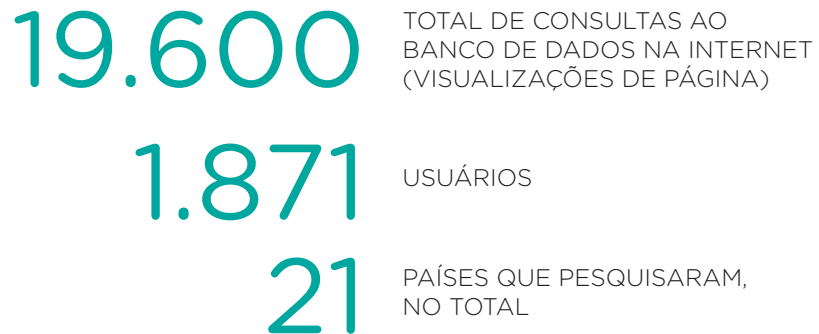 19.600
TOTAL DE CONSULTAS AO
BANCO DE DADOS NA INTERNET
(VISUALIZAÇÕES DE PÁGINA)
1.871
USUÁRIOS
21
PAÍSES QUE PESQUISARAM,
NO TOTAL